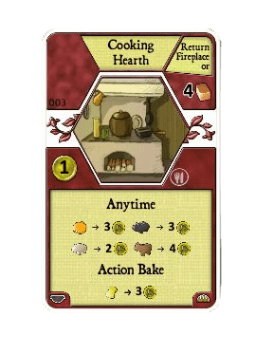 Cooking
Hearth
Return
Fireplace
or
4
003
1
Anytime
→ 3 → 3
→ 2 → 4
Action Bake
→ 3